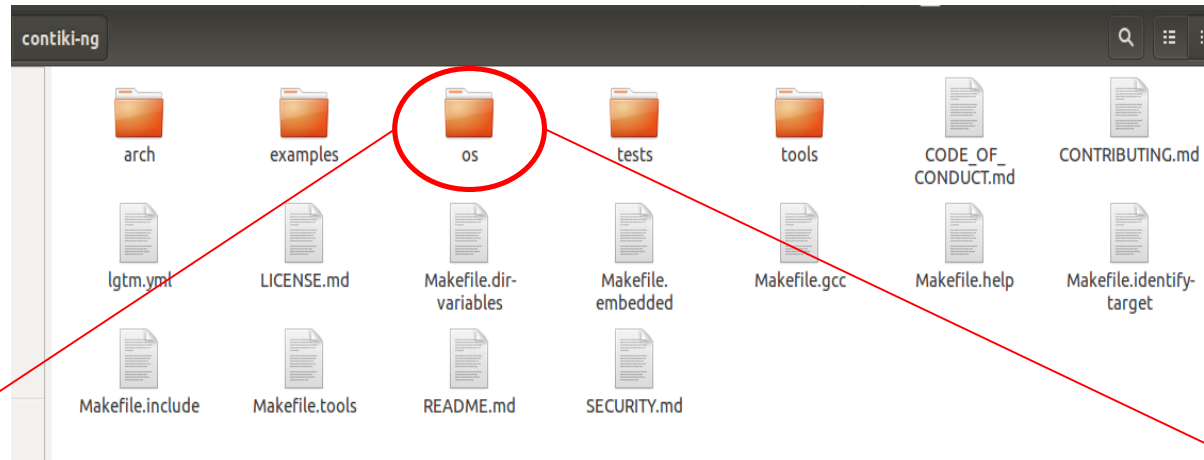 contiki-ng
arch
examples
os
tests
tools
CODE_OF_
CONDUCT.md
CONTRIBUTING.md
lgtm.yml
LICENSE.md
Makefile.dir-
variables
Makefile.
embedded
Makefile.gcc
Makefile.help
Makefile.identify-
target
Makefile.include
Makefile.tools
README.md
SECURITY.md